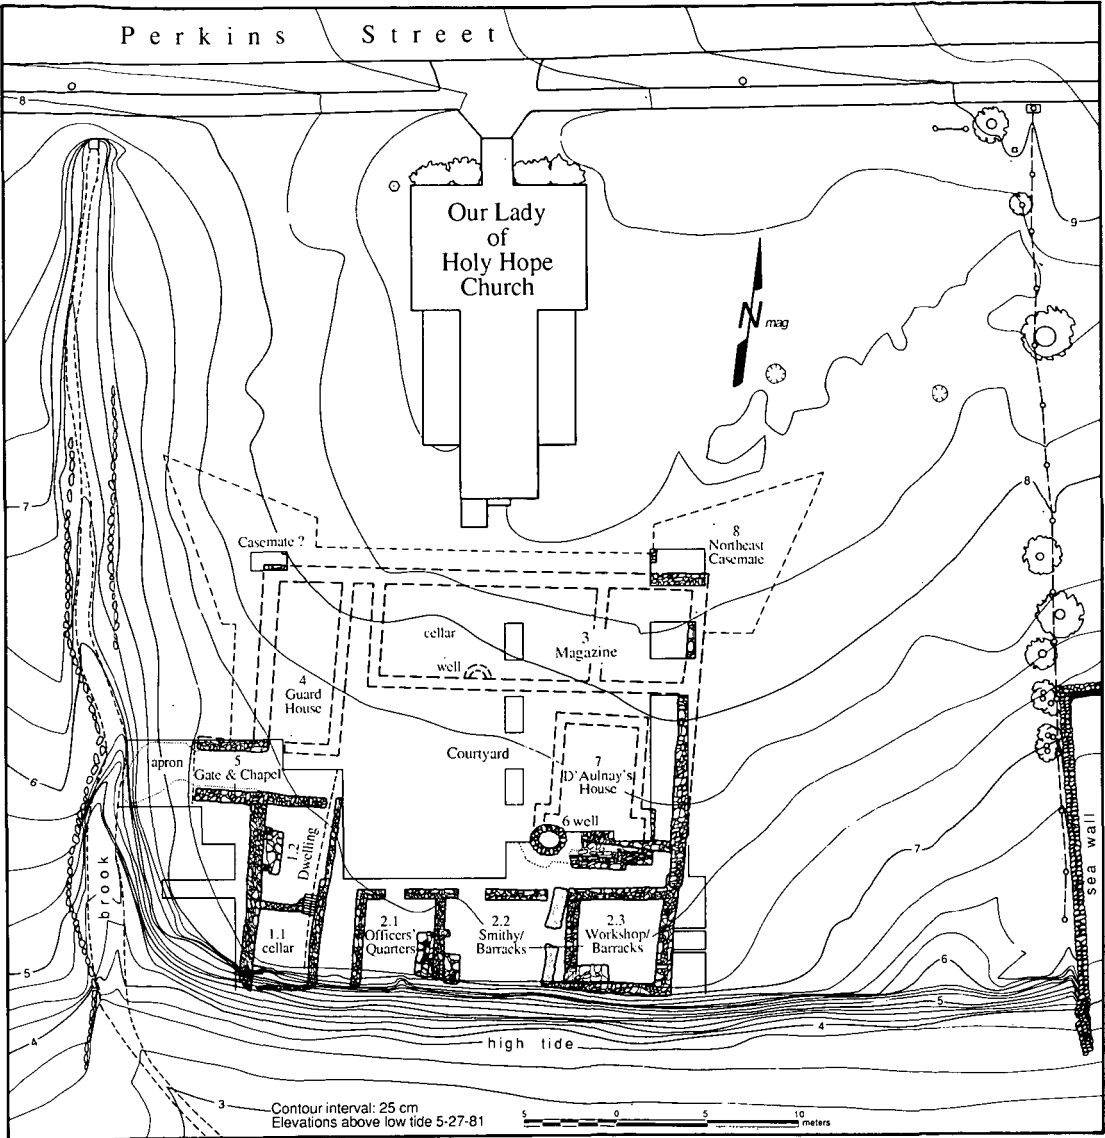 Perkins Street
8
Our Lady
of
Holy Hope
Church
9
N mag
7
8
Casemate ?
8
Northeast
Casemate
cellar
3
Magazine
well
4
Guard
House
Courtyard
apron
5
Gate & Chapel
7
D'Aulnay's
House
6
6 well
1.2
Dwelling
7
sea wall
brook
2.1
Officers'
Quarters
2.2
Smithy/
Barracks
2.3
Workshop/
Barracks
1.1
cellar
5
6
5
4
4
high tide
3
Contour interval: 25 cm
Elevations above low tide 5-27-81
5 0 5 10
meters